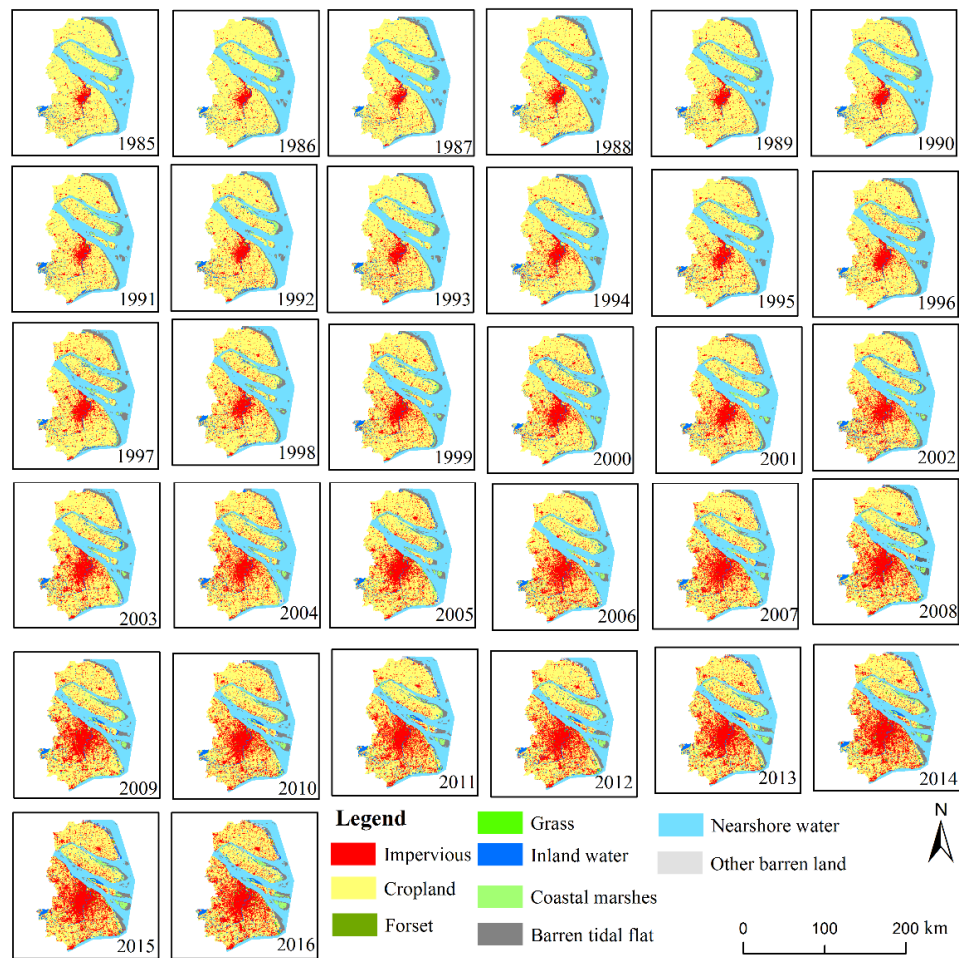 1985 1986 1987 1988 1989 1990
1991 1992 1993 1994 1995 1996
1997 1998 1999 2000 2001 2002
2003 2004 2005 2006 2007 2008
2009 2010 2011 2012 2013 2014
2015 2016
Legend
Impervious
Cropland
Forset
Grass
Inland water
Coastal marshes
Barren tidal flat
Nearshore water
Other barren land
N
0 100 200 km